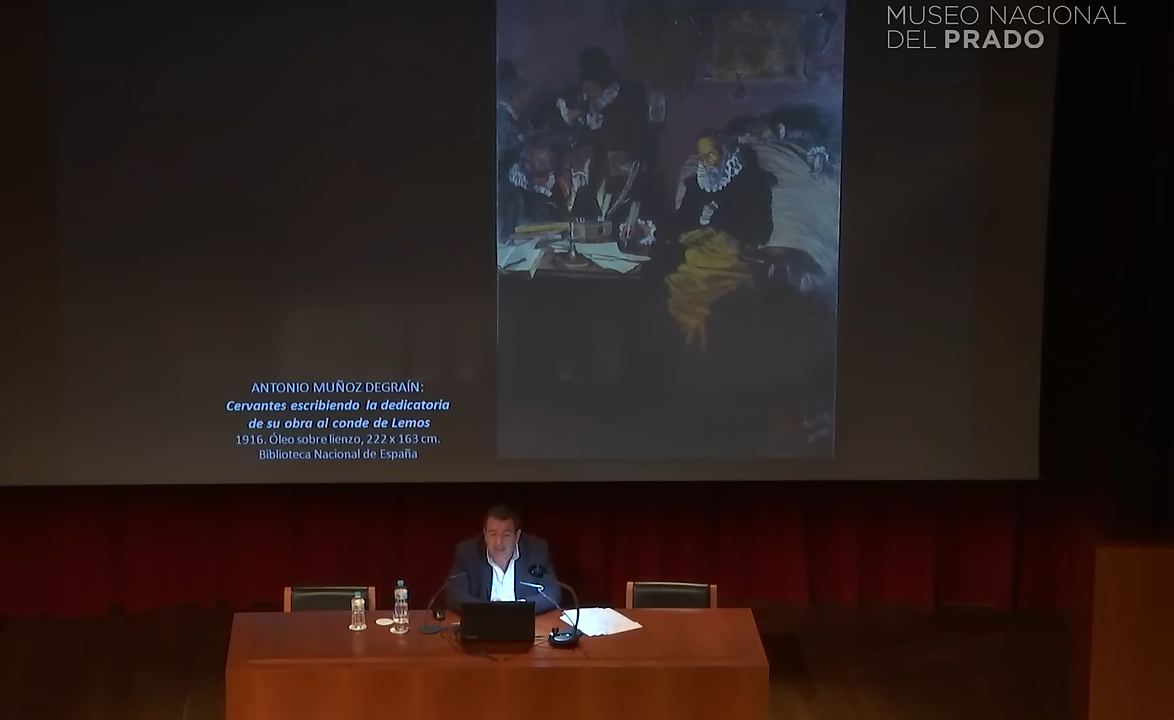 MUSEO NACIONAL
DEL PRADO
ANTONIO MUÑOZ DEGRAÍN:
Cervantes escribiendo la dedicatoria
de su obra al conde de Lemos
1916. Óleo sobre lienzo, 222 x 163 cm.
Biblioteca Nacional de España